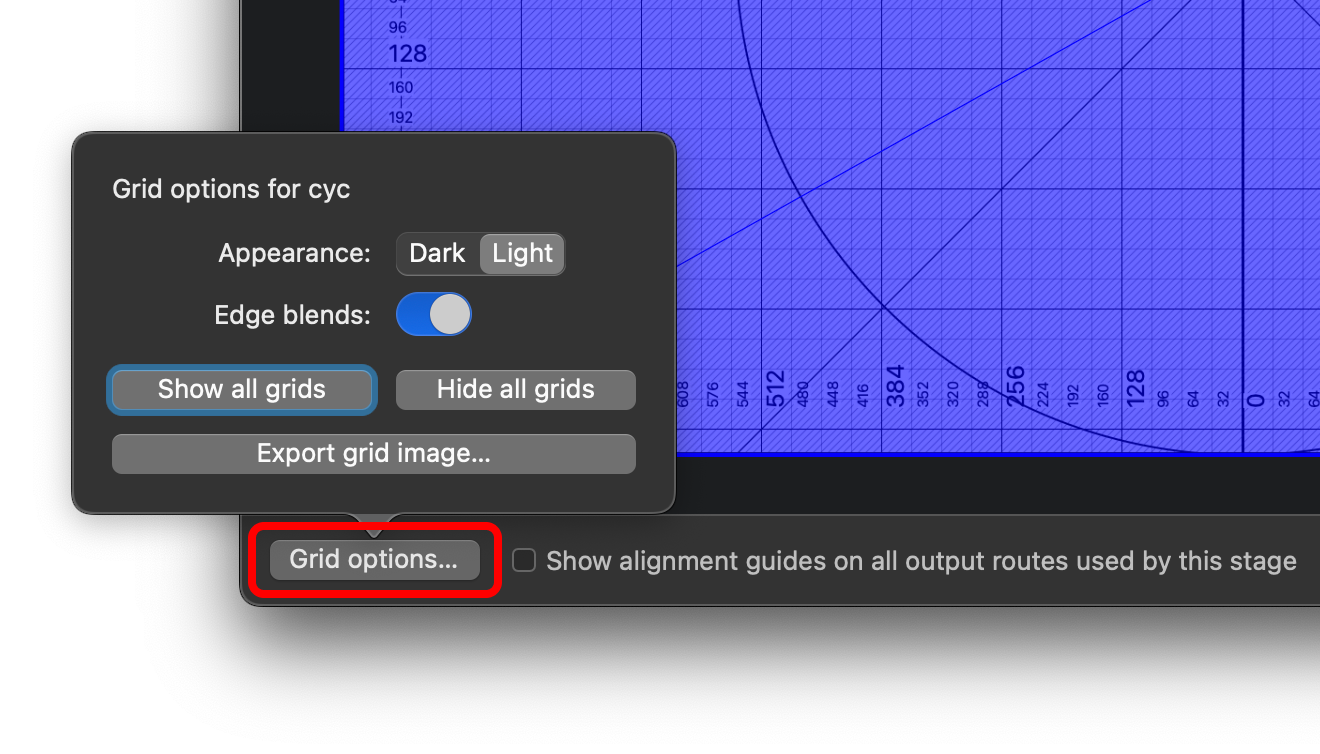 96
128
160
192
Grid options for cyc
Appearance: Dark Light
Edge blends:
Show all grids Hide all grids
Export grid image...
608 576 544 512 480 448 416 384 352 320 288 256 224 192 160 128 96 64 32 0 32
Grid options... Show alignment guides on all output routes used by this stage